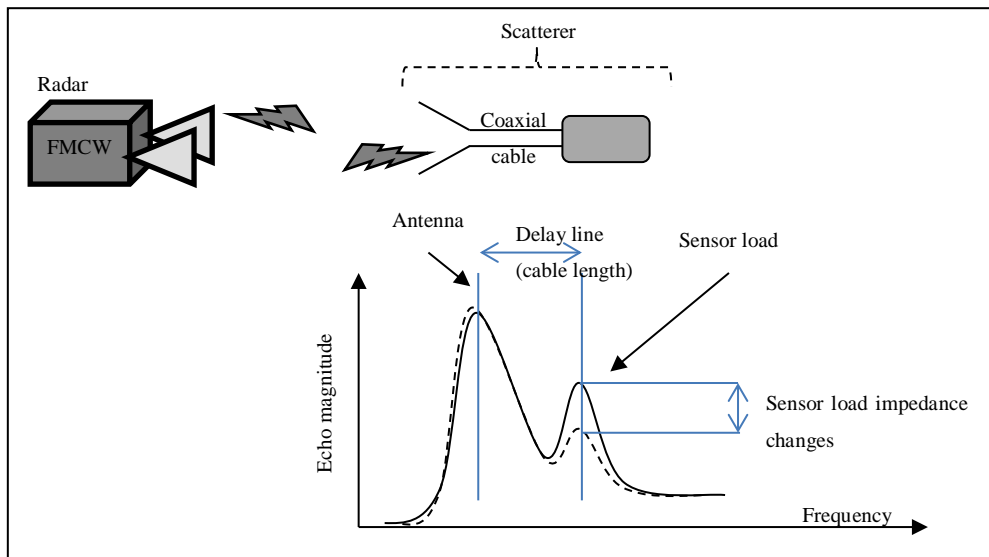 Scatterer
Radar
FMCW
Coaxial
cable
Antenna
Delay line
(cable length)
Sensor load
Echo magnitude
Sensor load impedance
changes
Frequency